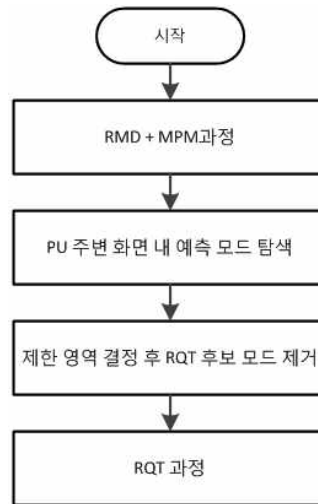 시작
RMD + MPM과정
PU 주변 화면 내 예측 모드 탐색
제한 영역 결정 후 RQT 후보 모드 제거
RQT 과정